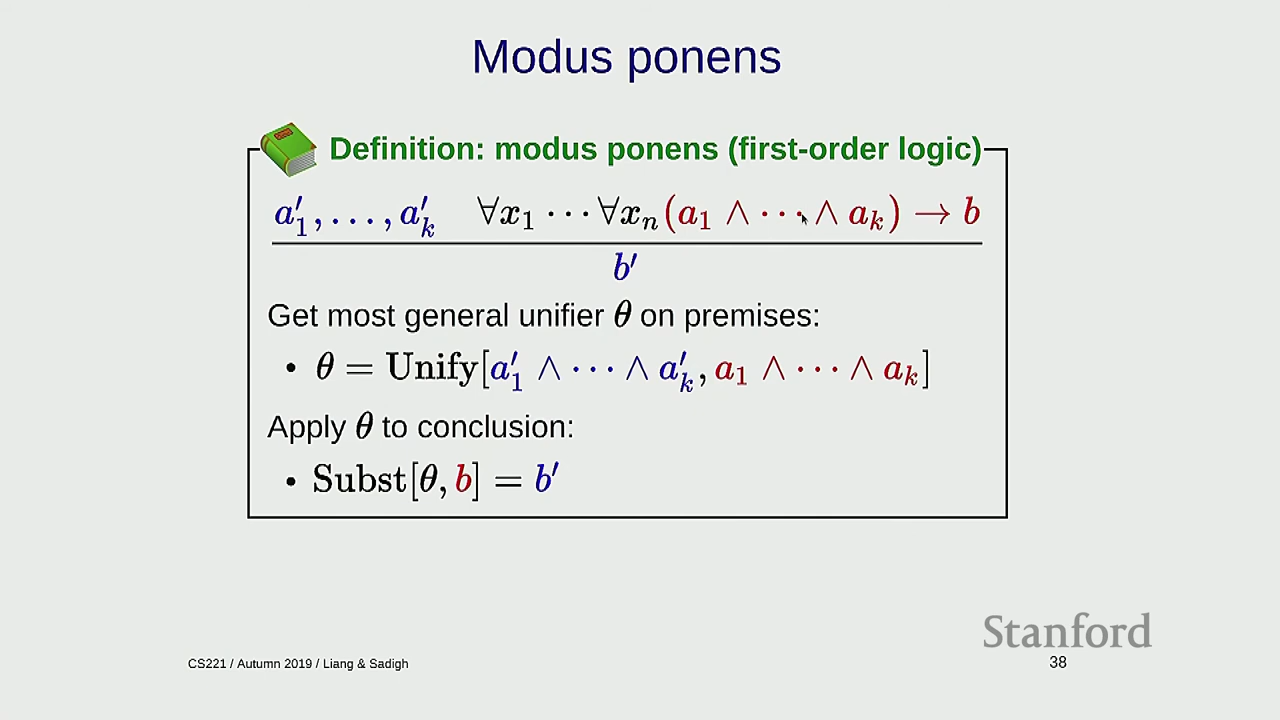 Modus ponens
Definition: modus ponens (first-order logic)
a′₁, . . . , a′ₖ ∀x₁ ⋯ ∀xₙ(a₁ ∧ ⋯ ∧ aₖ) → b
b′
Get most general unifier θ on premises:
• θ = Unify[a′₁ ∧ ⋯ ∧ a′ₖ, a₁ ∧ ⋯ ∧ aₖ]
Apply θ to conclusion:
• Subst[θ, b] = b′
Stanford
CS221 / Autumn 2019 / Liang & Sadigh
38